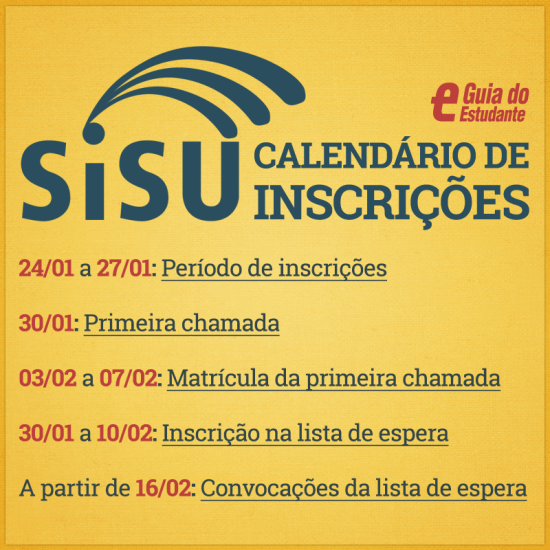 Guia do
Estudante
SiSU
CALENDÁRIO DE
INSCRIÇÕES
24/01 a 27/01: Período de inscrições
30/01: Primeira chamada
03/02 a 07/02: Matrícula da primeira chamada
30/01 a 10/02: Inscrição na lista de espera
A partir de 16/02: Convocações da lista de espera